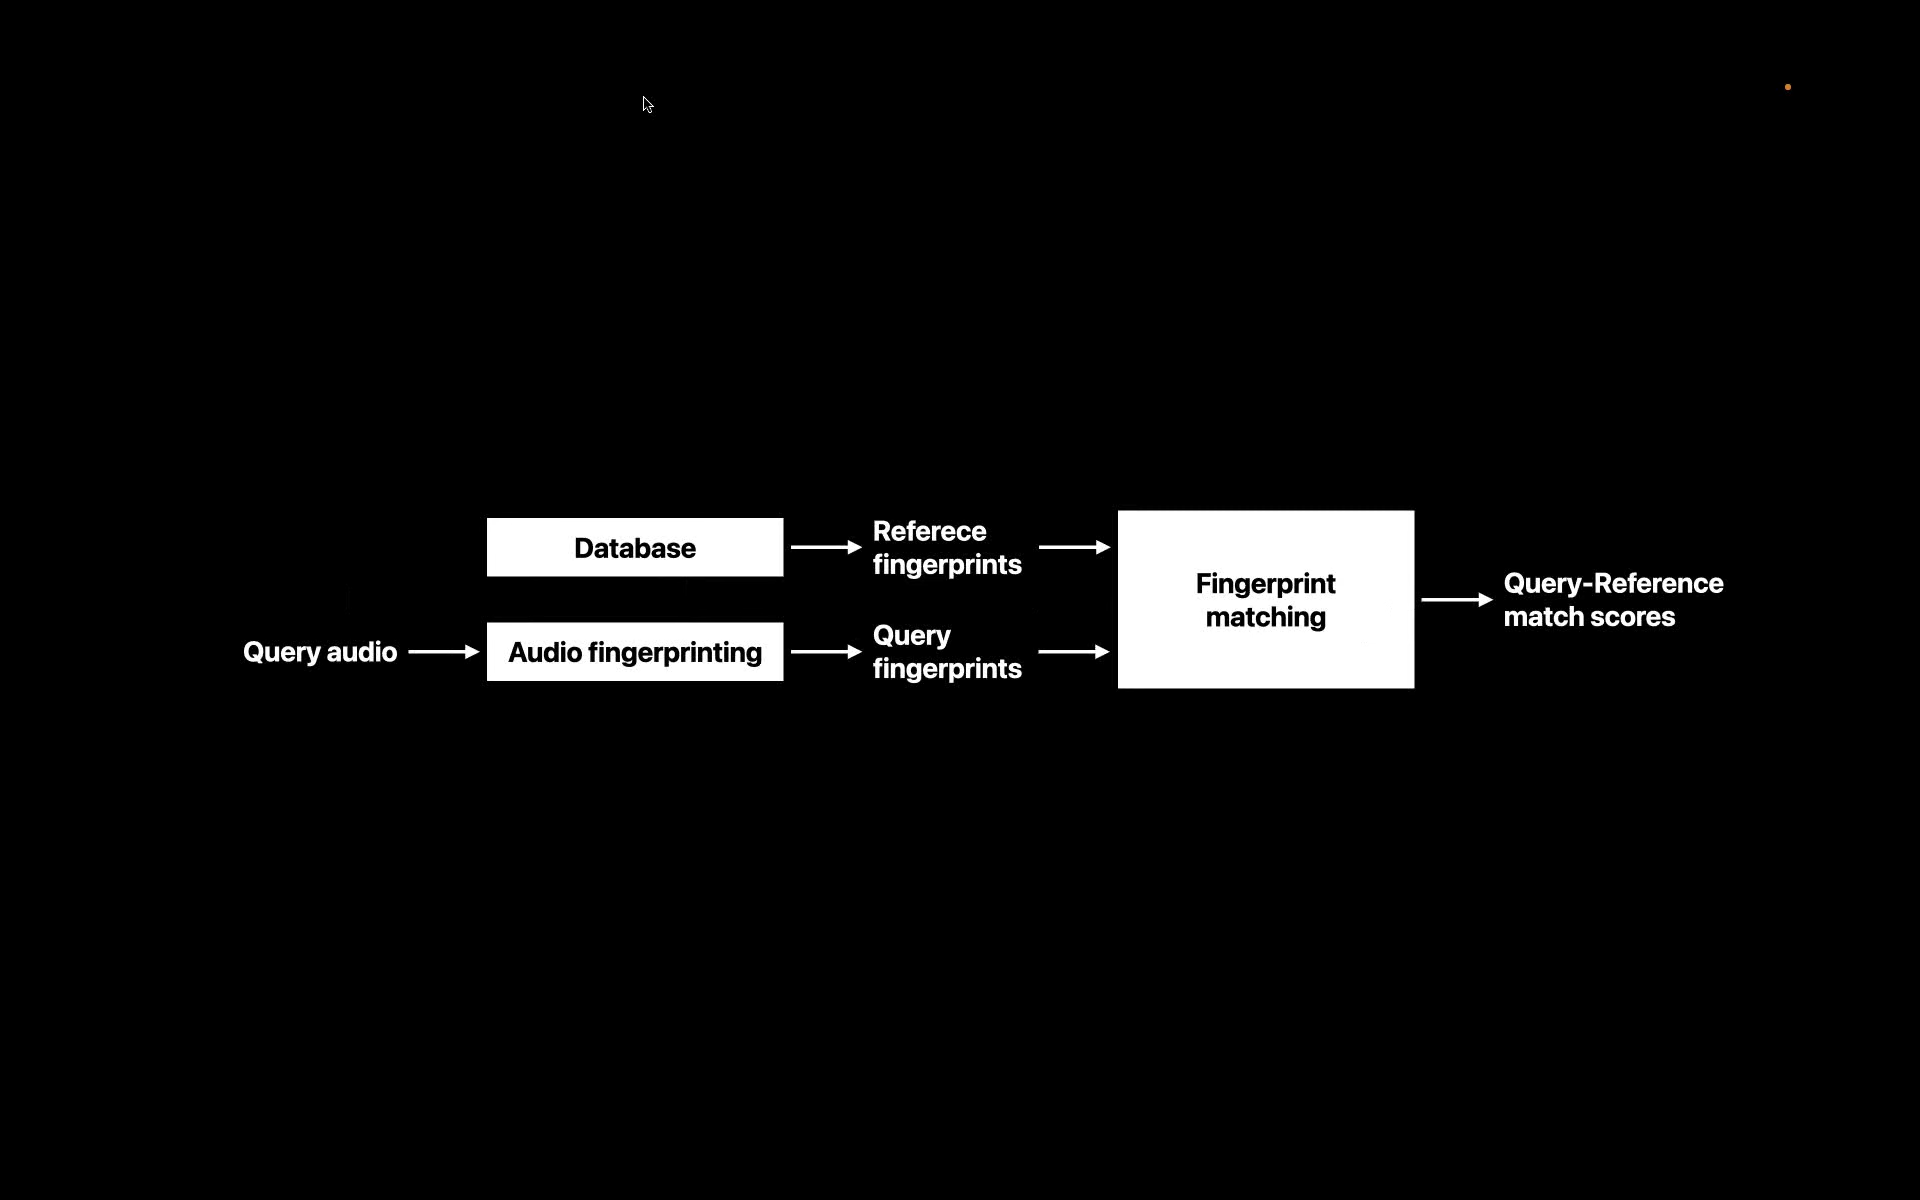 Database
Referece
fingerprints
Query audio
Audio fingerprinting
Query
fingerprints
Fingerprint
matching
Query-Reference
match scores